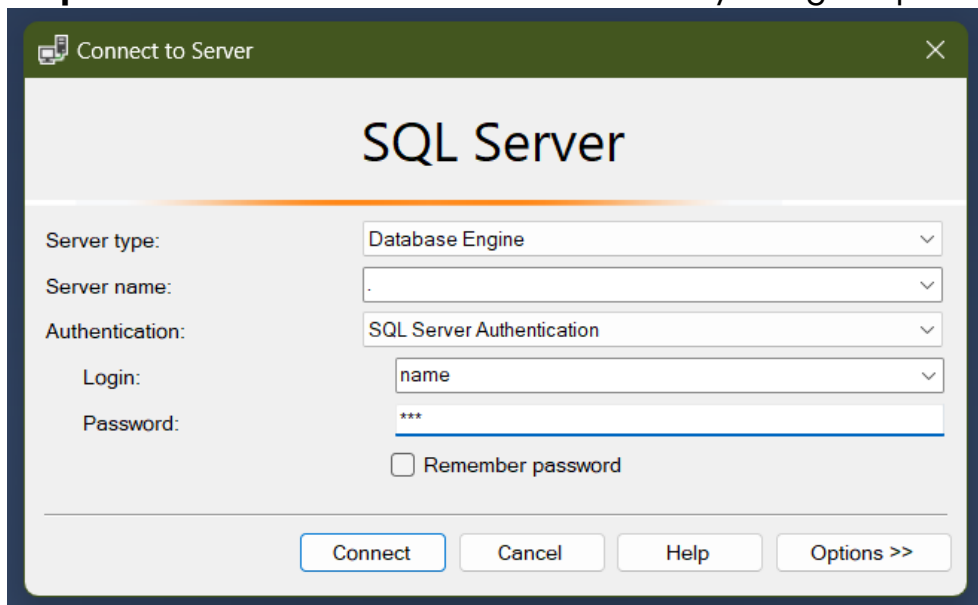 Connect to Server
SQL Server
Server type: Database Engine
Server name: .
Authentication: SQL Server Authentication
Login: name
Password: ***
Remember password
Connect Cancel Help Options >>